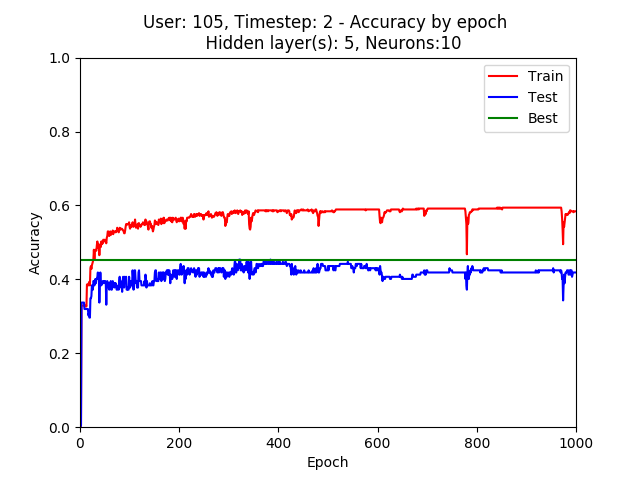 User: 105, Timestep: 2 - Accuracy by epoch
Hidden layer(s): 5, Neurons:10
Train
Test
Best
1.0
0.8
0.6
0.4
0.2
0.0
Accuracy
0
200
400
600
800
1000
Epoch